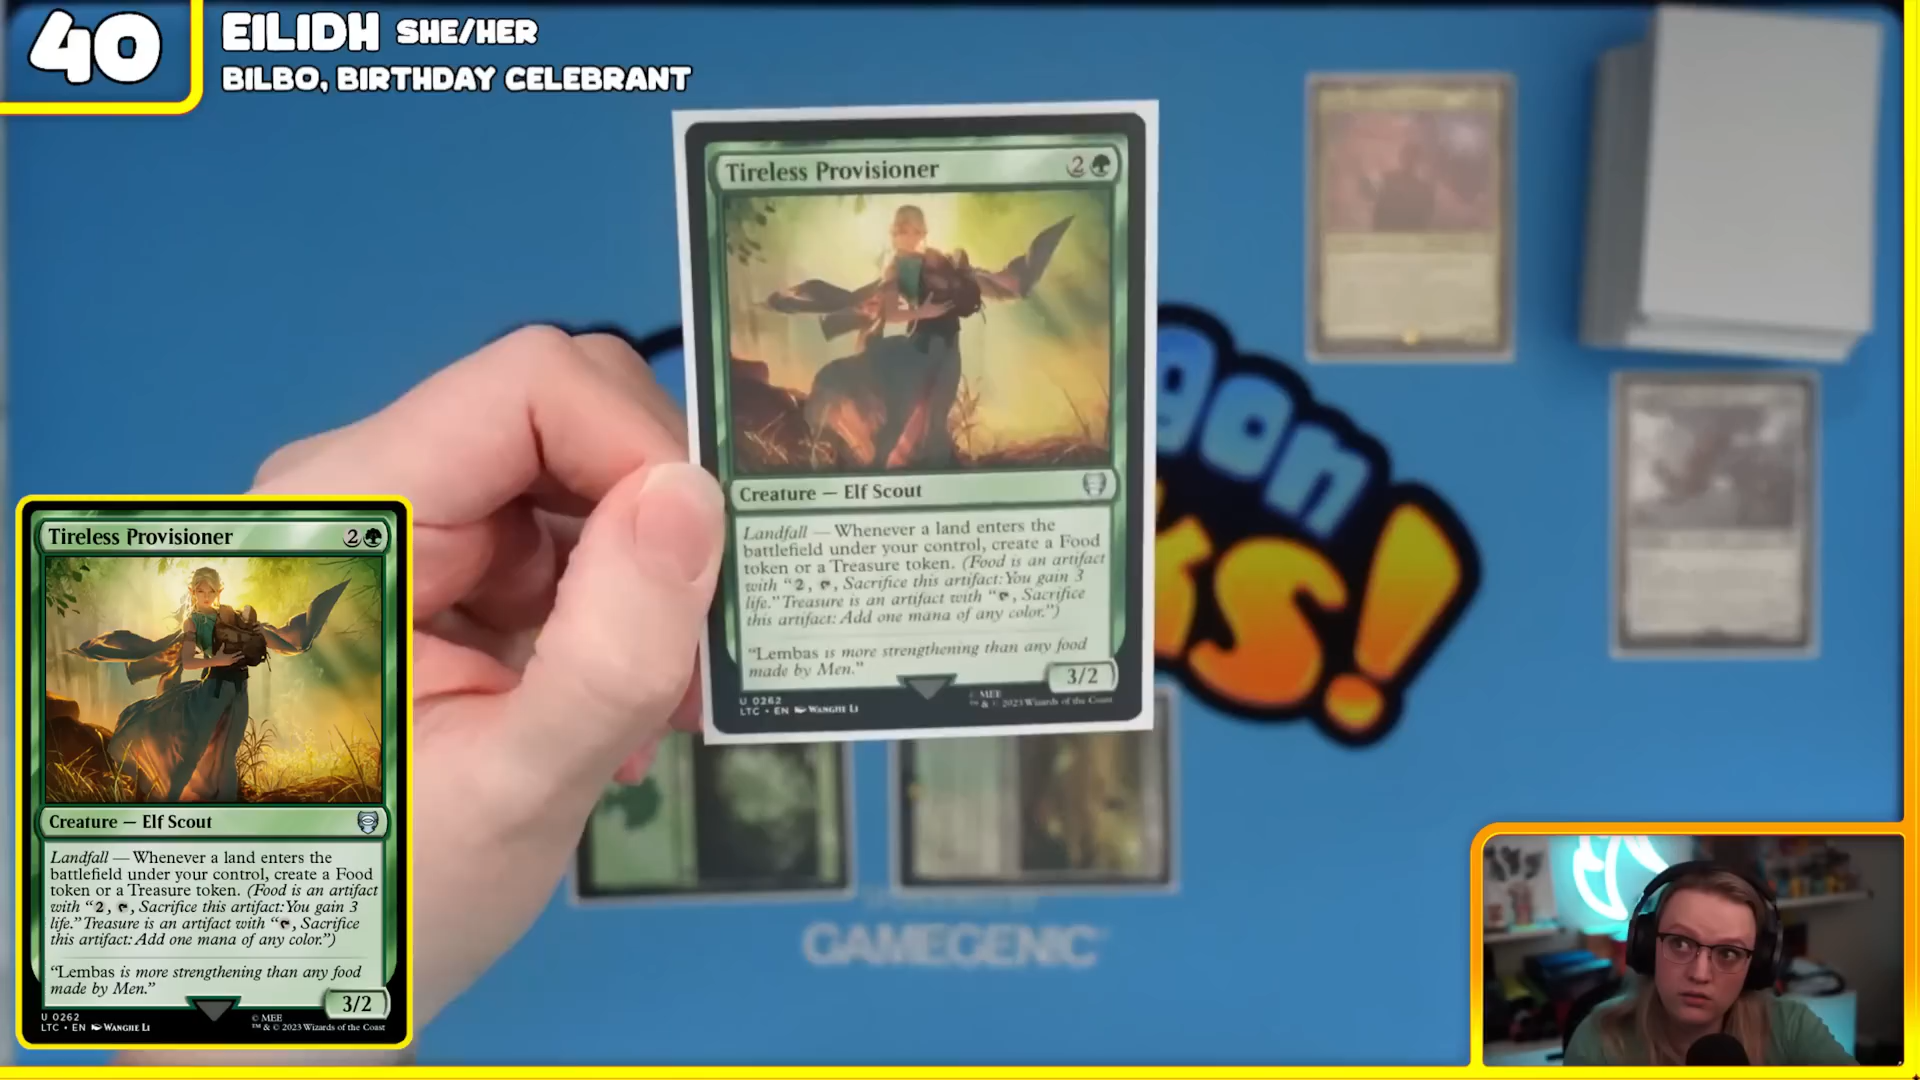 40
EILIDH SHE/HER
BILBO, BIRTHDAY CELEBRANT
Tireless Provisioner 2
Creature — Elf Scout
Landfall — Whenever a land enters the
battlefield under your control, create a Food
token or a Treasure token. (Food is an artifact
with “2, , Sacrifice this artifact: You gain 3
life.” Treasure is an artifact with “ , Sacrifice
this artifact: Add one mana of any color.”)
“Lembas is more strengthening than any food
made by Men.”
3/2
U 0262
LTC • EN WANGHE LI
MEE
™ & © 2023 Wizards of the Coast
Tireless Provisioner 2
Creature — Elf Scout
Landfall — Whenever a land enters the
battlefield under your control, create a Food
token or a Treasure token. (Food is an artifact
with “2, , Sacrifice this artifact: You gain 3
life.” Treasure is an artifact with “ , Sacrifice
this artifact: Add one mana of any color.”)
“Lembas is more strengthening than any food
made by Men.”
3/2
U 0262
LTC • EN WANGHE LI
© MEE
™ & © 2023 Wizards of the Coast
GAMEGENIC